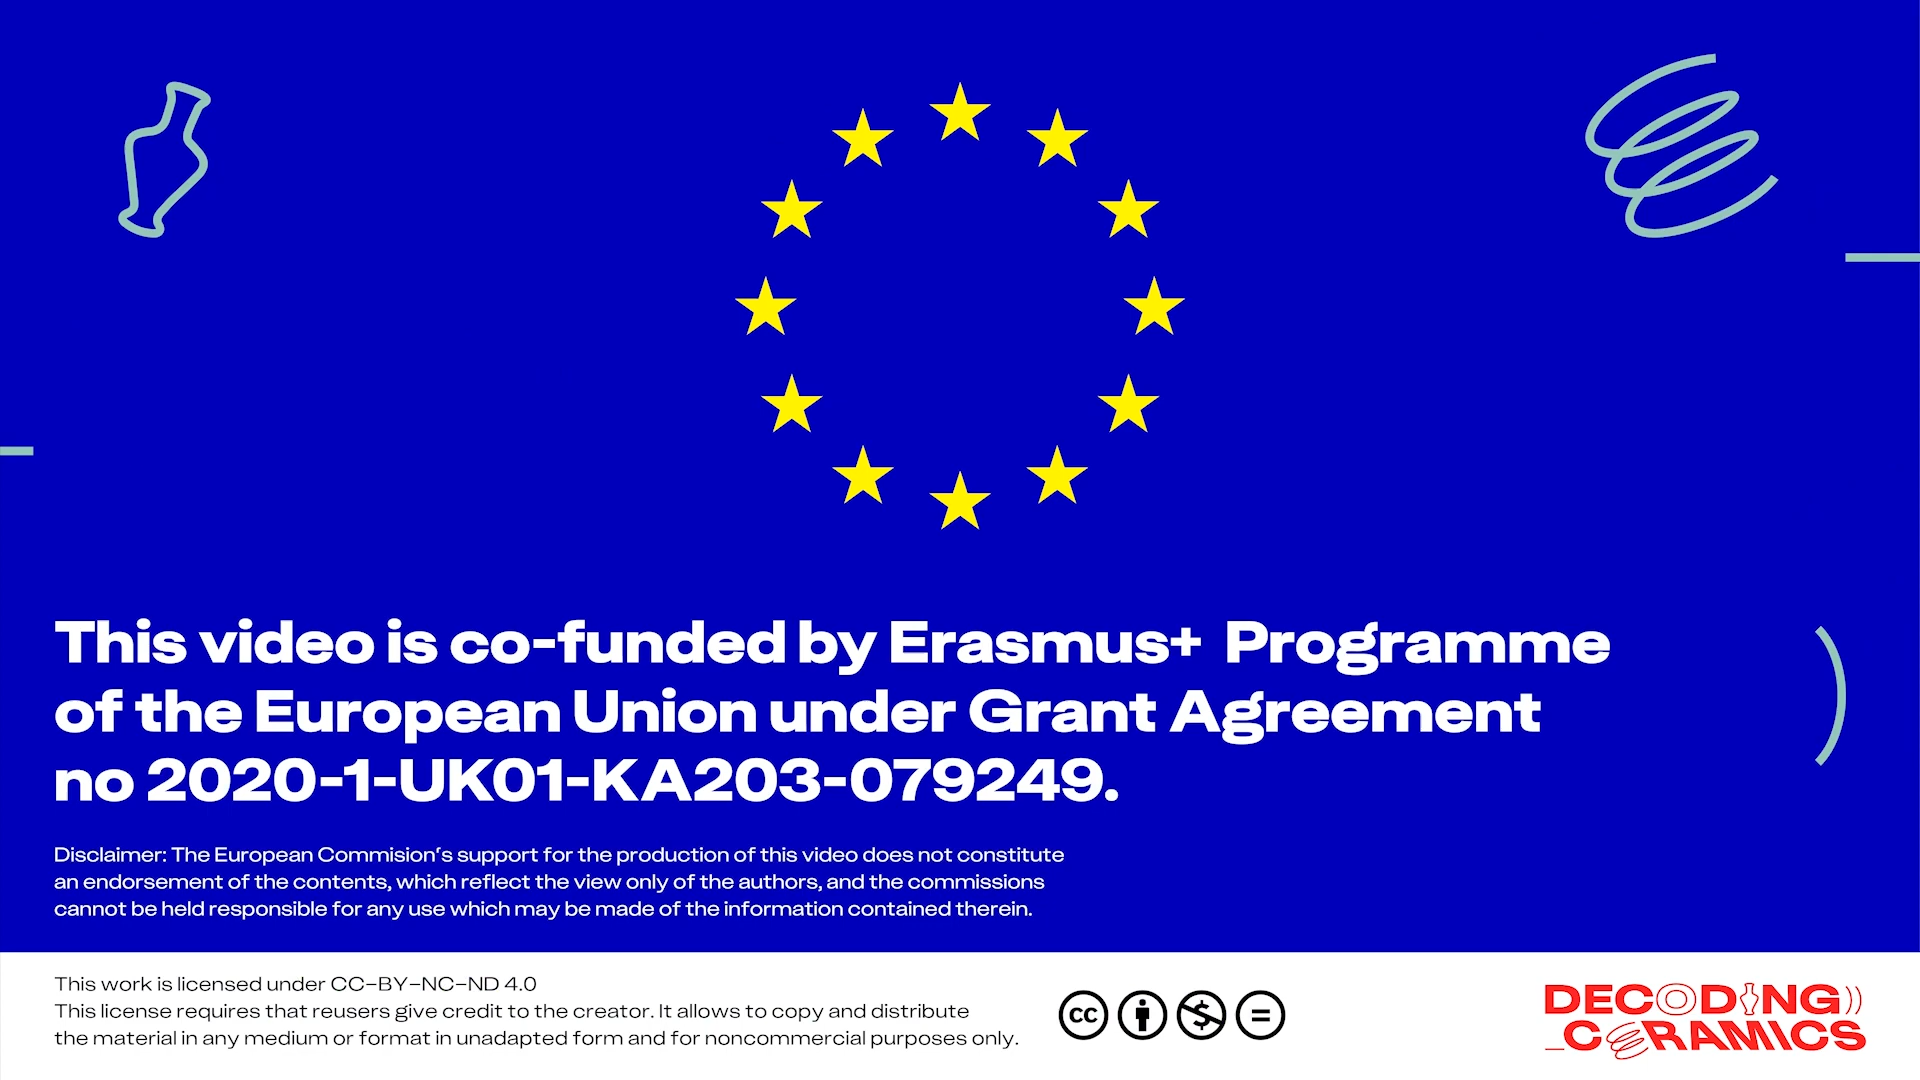 This video is co-funded by Erasmus+ Programme
of the European Union under Grant Agreement
no 2020-1-UK01-KA203-079249.
Disclaimer: The European Commision‘s support for the production of this video does not constitute
an endorsement of the contents, which reflect the view only of the authors, and the commissions
cannot be held responsible for any use which may be made of the information contained therein.
This work is licensed under CC–BY–NC–ND 4.0
This license requires that reusers give credit to the creator. It allows to copy and distribute
the material in any medium or format in unadapted form and for noncommercial purposes only.
cc
DECODING))
_CERAMICS